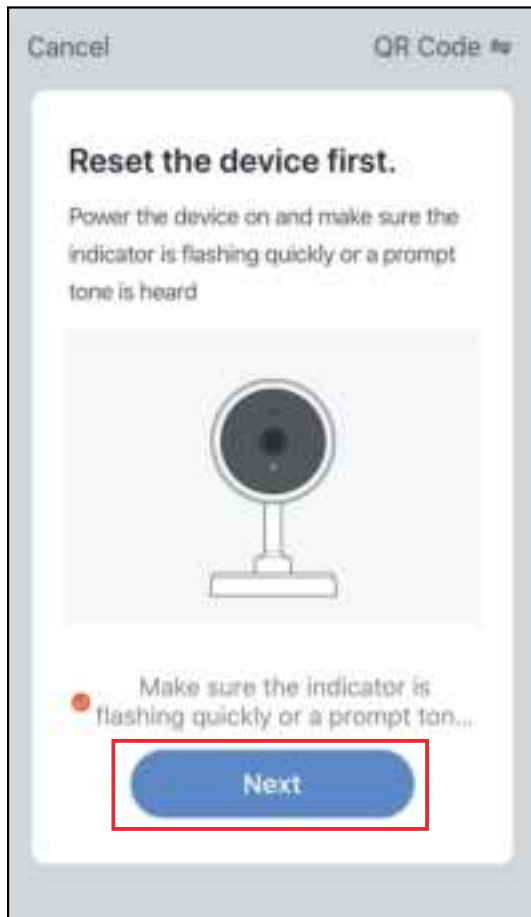 Cancel
QR Code
Reset the device first.
Power the device on and make sure the
indicator is flashing quickly or a prompt
tone is heard
Make sure the indicator is
flashing quickly or a prompt ton...
Next